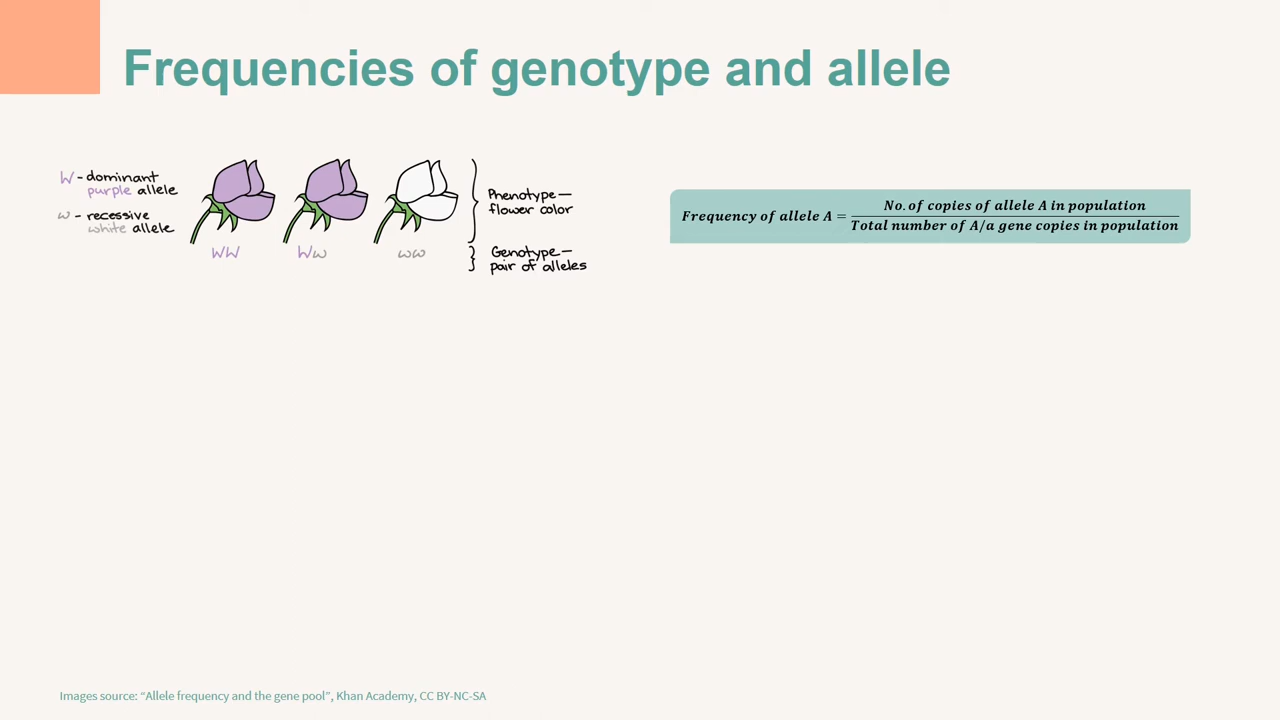 Frequencies of genotype and allele
W - dominant
purple allele
w - recessive
white allele
WW
Ww
ww
Phenotype—
flower color
Genotype—
pair of alleles
Frequency of allele A = No. of copies of allele A in population
Total number of A/a gene copies in population
Images source: “Allele frequency and the gene pool”, Khan Academy, CC BY-NC-SA